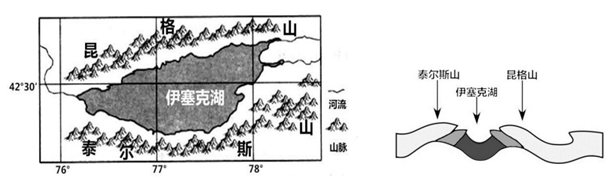 昆 格 山
42°30′
伊塞克湖
泰 尔 斯 山
76° 77° 78°
河流
山脉
泰尔斯山 昆格山
伊塞克湖